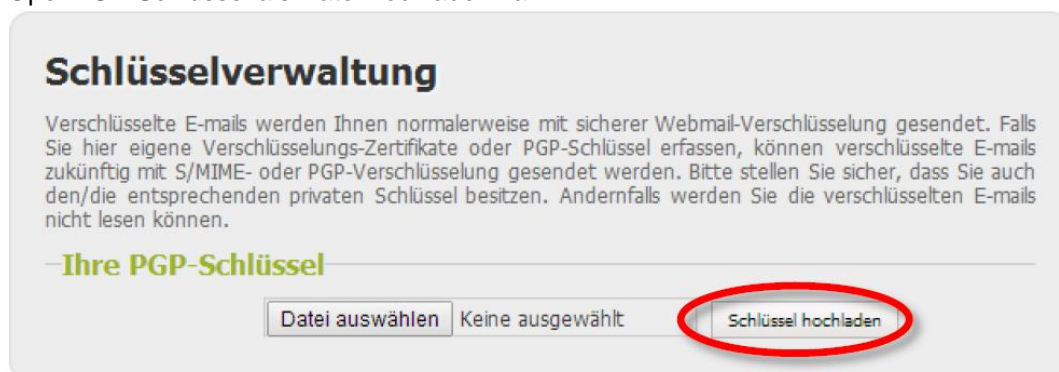 Schlüsselverwaltung
Verschlüsselte E-mails werden Ihnen normalerweise mit sicherer Webmail-Verschlüsselung gesendet. Falls
Sie hier eigene Verschlüsselungs-Zertifikate oder PGP-Schlüssel erfassen, können verschlüsselte E-mails
zukünftig mit S/MIME- oder PGP-Verschlüsselung gesendet werden. Bitte stellen Sie sicher, dass Sie auch
den/die entsprechenden privaten Schlüssel besitzen. Andernfalls werden Sie die verschlüsselten E-mails
nicht lesen können.
Ihre PGP-Schlüssel
Datei auswählen Keine ausgewählt Schlüssel hochladen